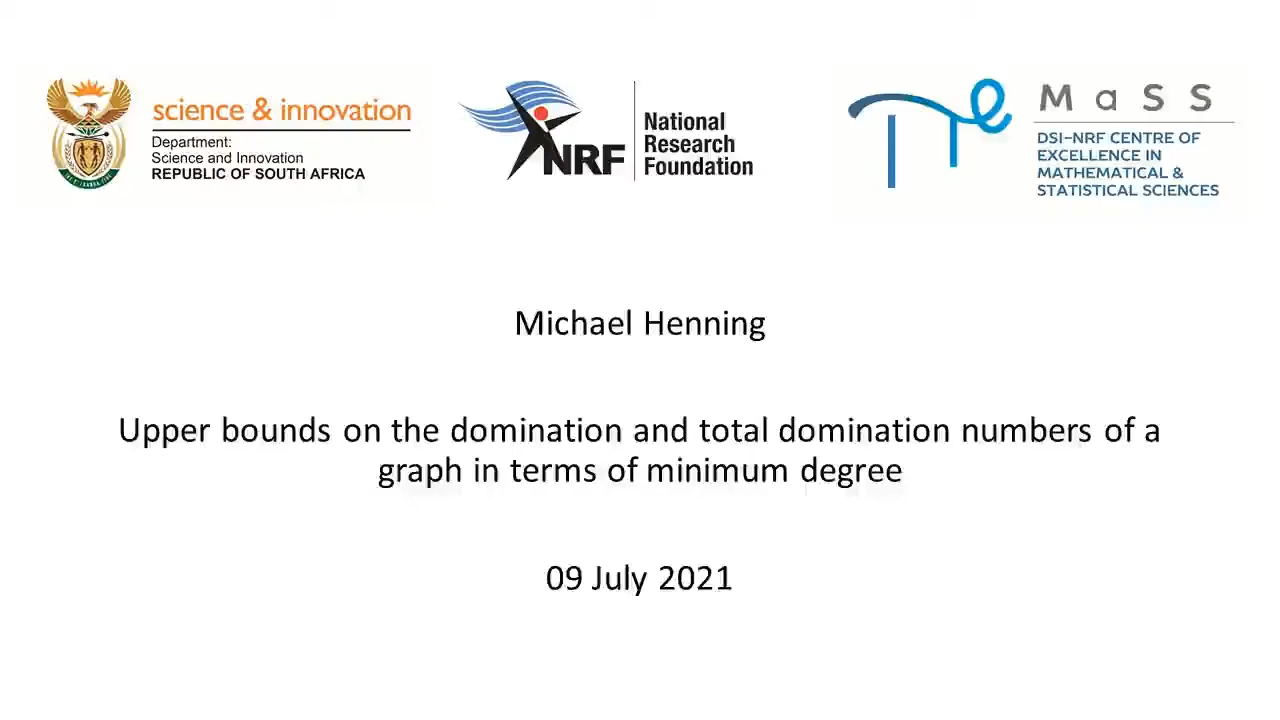 science & innovation
Department:
Science and Innovation
REPUBLIC OF SOUTH AFRICA
NRF
National
Research
Foundation
MaSS
DSI-NRF CENTRE OF
EXCELLENCE IN
MATHEMATICAL &
STATISTICAL SCIENCES
Michael Henning
Upper bounds on the domination and total domination numbers of a
graph in terms of minimum degree
09 July 2021